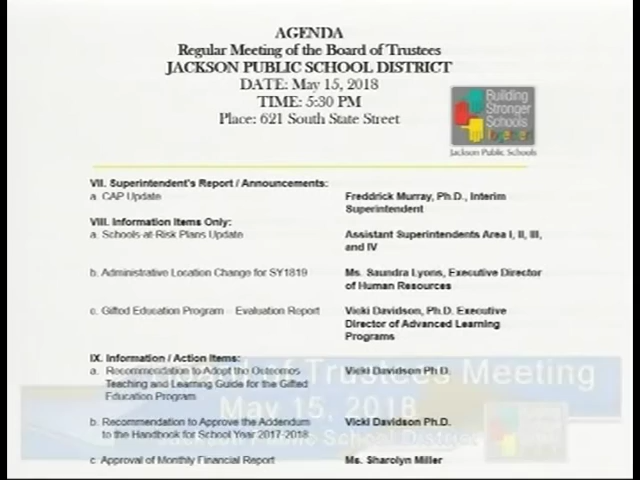 AGENDA
Regular Meeting of the Board of Trustees
JACKSON PUBLIC SCHOOL DISTRICT
DATE: May 15, 2018
TIME: 5:30 PM
Place: 621 South State Street
Building
Stronger
Schools
Together
Jackson Public Schools
VII. Superintendent's Report / Announcements:
a. CAP Update
Freddrick Murray, Ph.D., Interim
Superintendent
VIII. Information Items Only:
a. Schools-at-Risk Plans Update
Assistant Superintendents Area I, II, III,
and IV
b. Administrative Location Change for SY1819
Ms. Saundra Lyons, Executive Director
of Human Resources
c. Gifted Education Program – Evaluation Report
Vicki Davidson, Ph.D. Executive
Director of Advanced Learning
Programs
IX. Information / Action Items:
a. Recommendation to Adopt the Outcomes
Teaching and Learning Guide for the Gifted
Education Program
Vicki Davidson Ph.D.
b. Recommendation to Approve the Addendum
to the Handbook for School Year 2017-2018
Vicki Davidson Ph.D.
c. Approval of Monthly Financial Report
Ms. Sharolyn Miller
of Trustees Meeting
May 15, 2018
Jackson Public School District